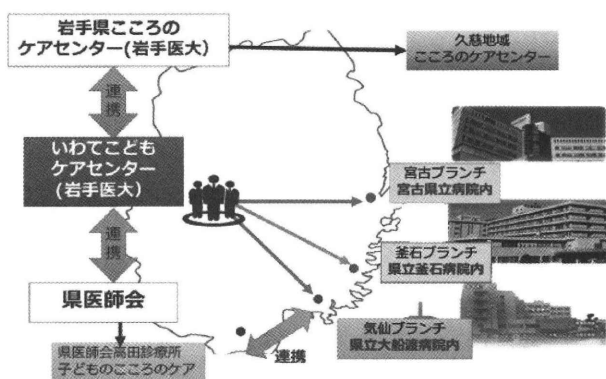 岩手県こころの
ケアセンター(岩手医大)
久慈地域
こころのケアセンター
連携
いわてこども
ケアセンター
(岩手医大)
宮古ブランチ
宮古県立病院内
連携
釜石ブランチ
県立釜石病院内
県医師会
気仙ブランチ
県立大船渡病院内
連携
県医師会高田診療所
子どものこころのケア